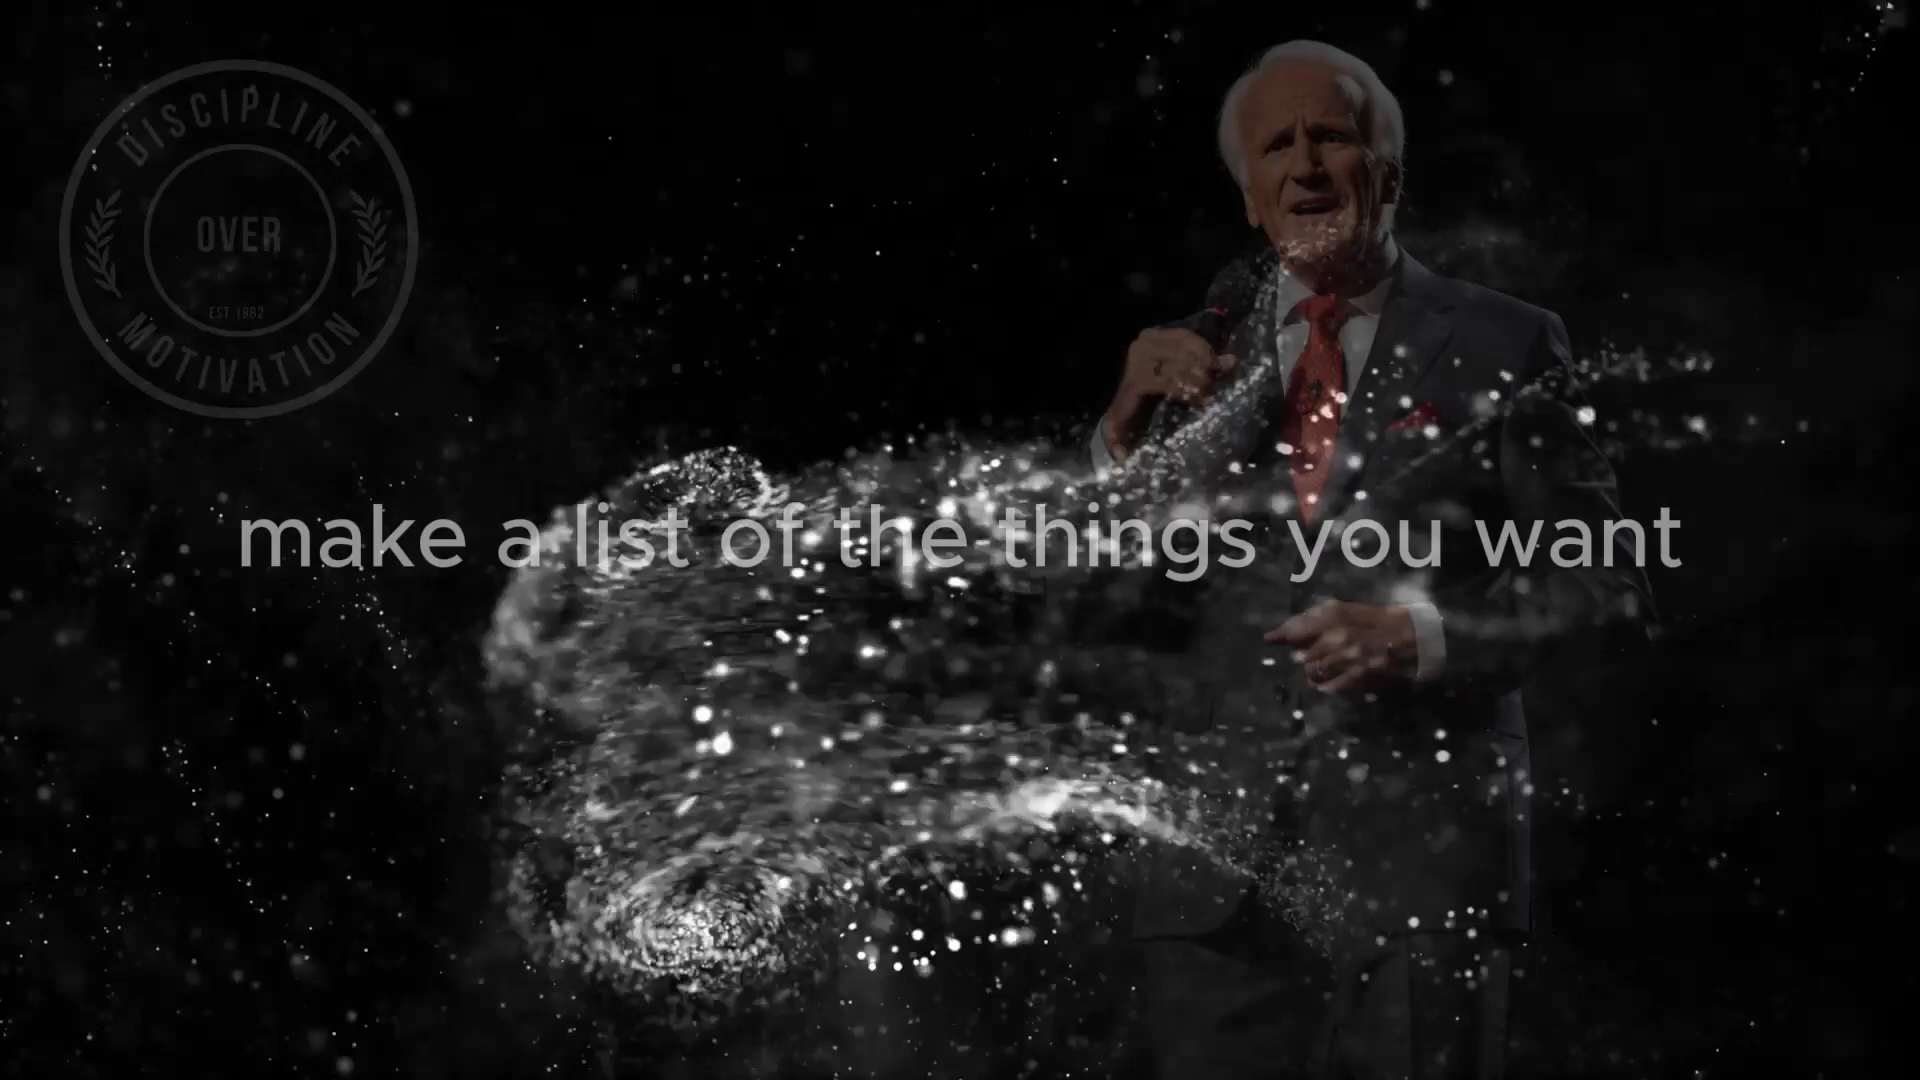 DISCIPLINE
OVER
EST 1982
MOTIVATION
make a list of the things you want